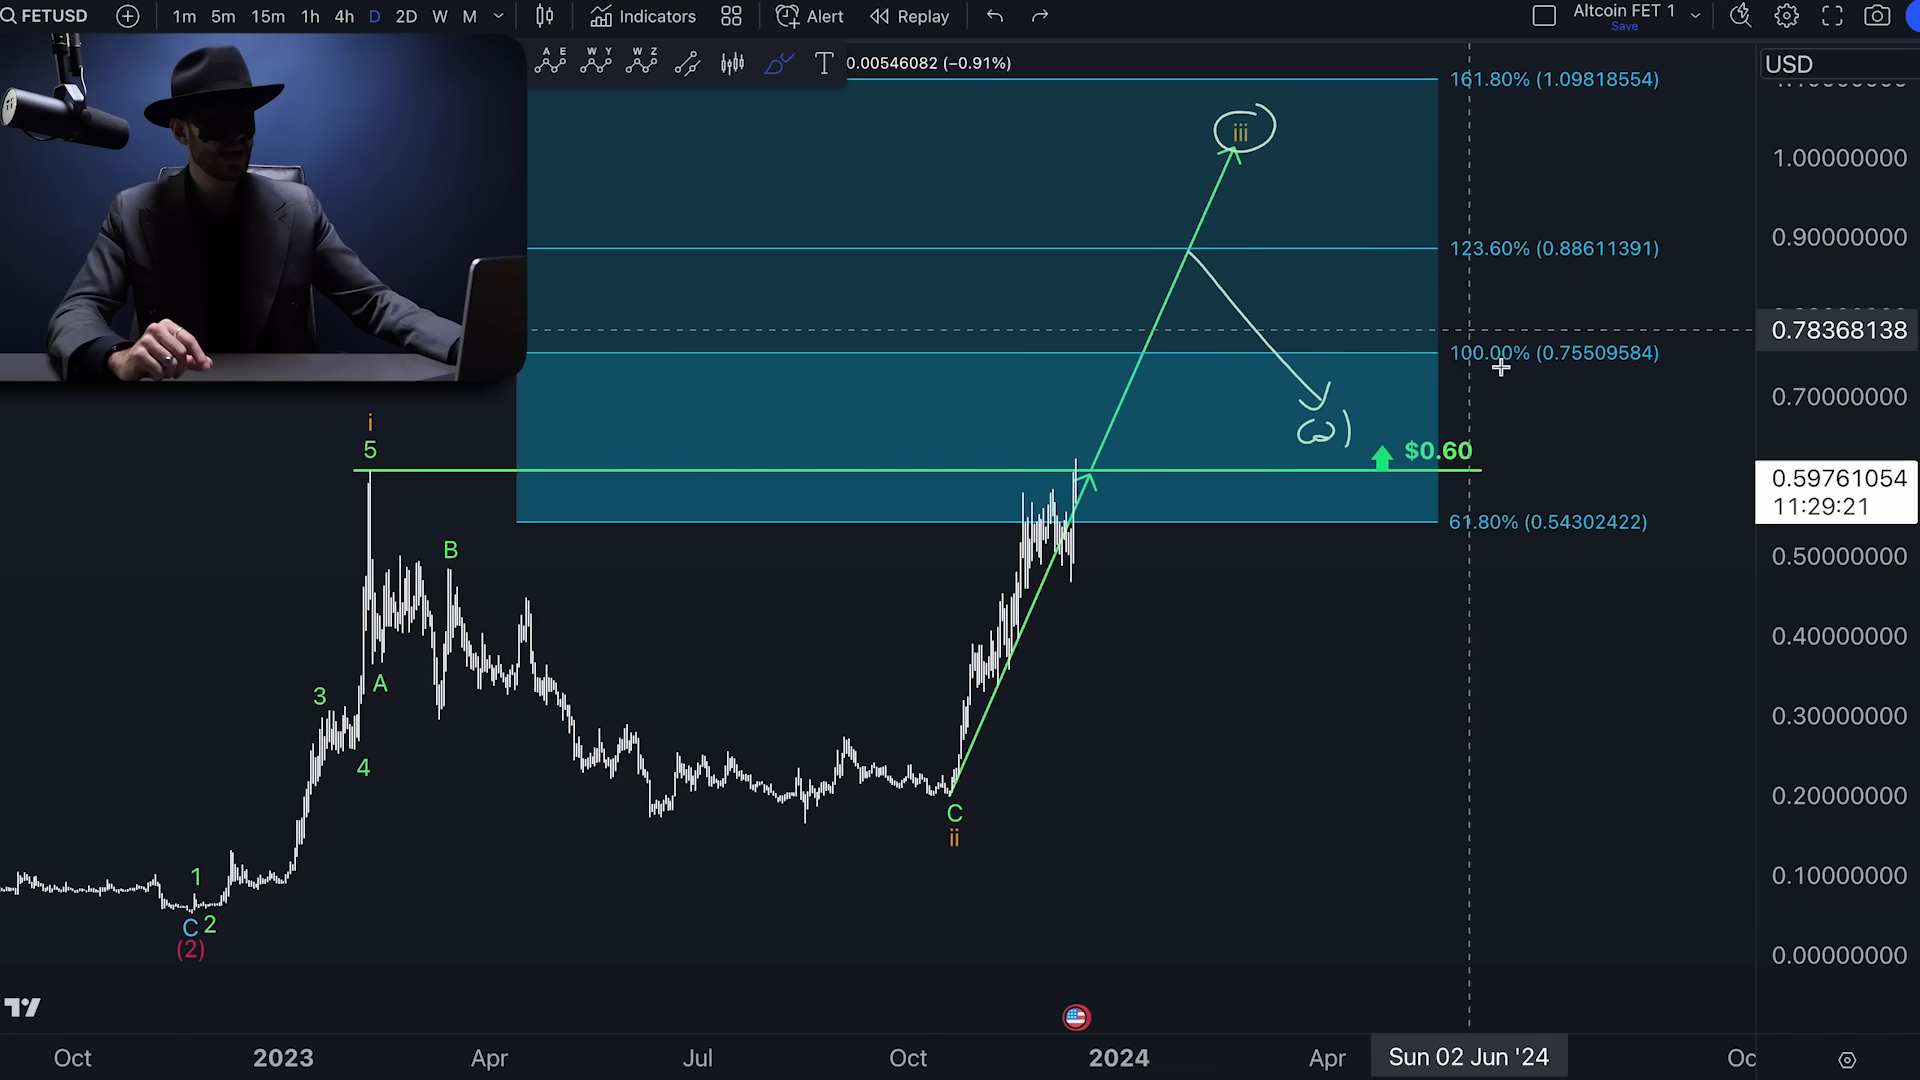 FETUSD 1m 5m 15m 1h 4h D 2D W M Indicators Alert Replay Altcoin FET 1
Save
A E W Y W Z T 0.00546082 (−0.91%) USD
161.80% (1.09818554)
iii
1.00000000
0.90000000
123.60% (0.88611391)
0.78368138
100.00% (0.75509584)
0.70000000
i
5
$0.60
0.59761054
11:29:21
61.80% (0.54302422)
B
0.50000000
0.40000000
A
3
0.30000000
4
0.20000000
C
ii
1
0.10000000
C 2
(2)
0.00000000
Oct 2023 Apr Jul Oct 2024 Apr Sun 02 Jun '24 Oc